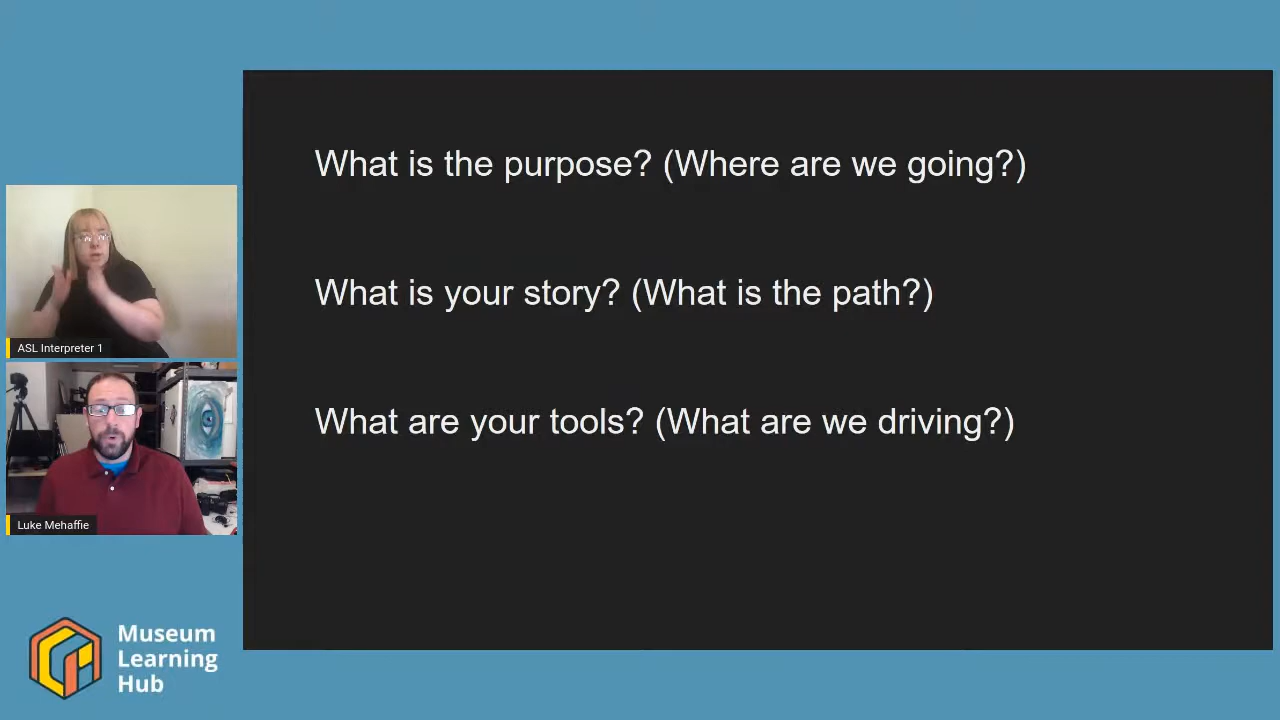 What is the purpose? (Where are we going?)
What is your story? (What is the path?)
What are your tools? (What are we driving?)
ASL Interpreter 1
Luke Mehaffie
Museum
Learning
Hub